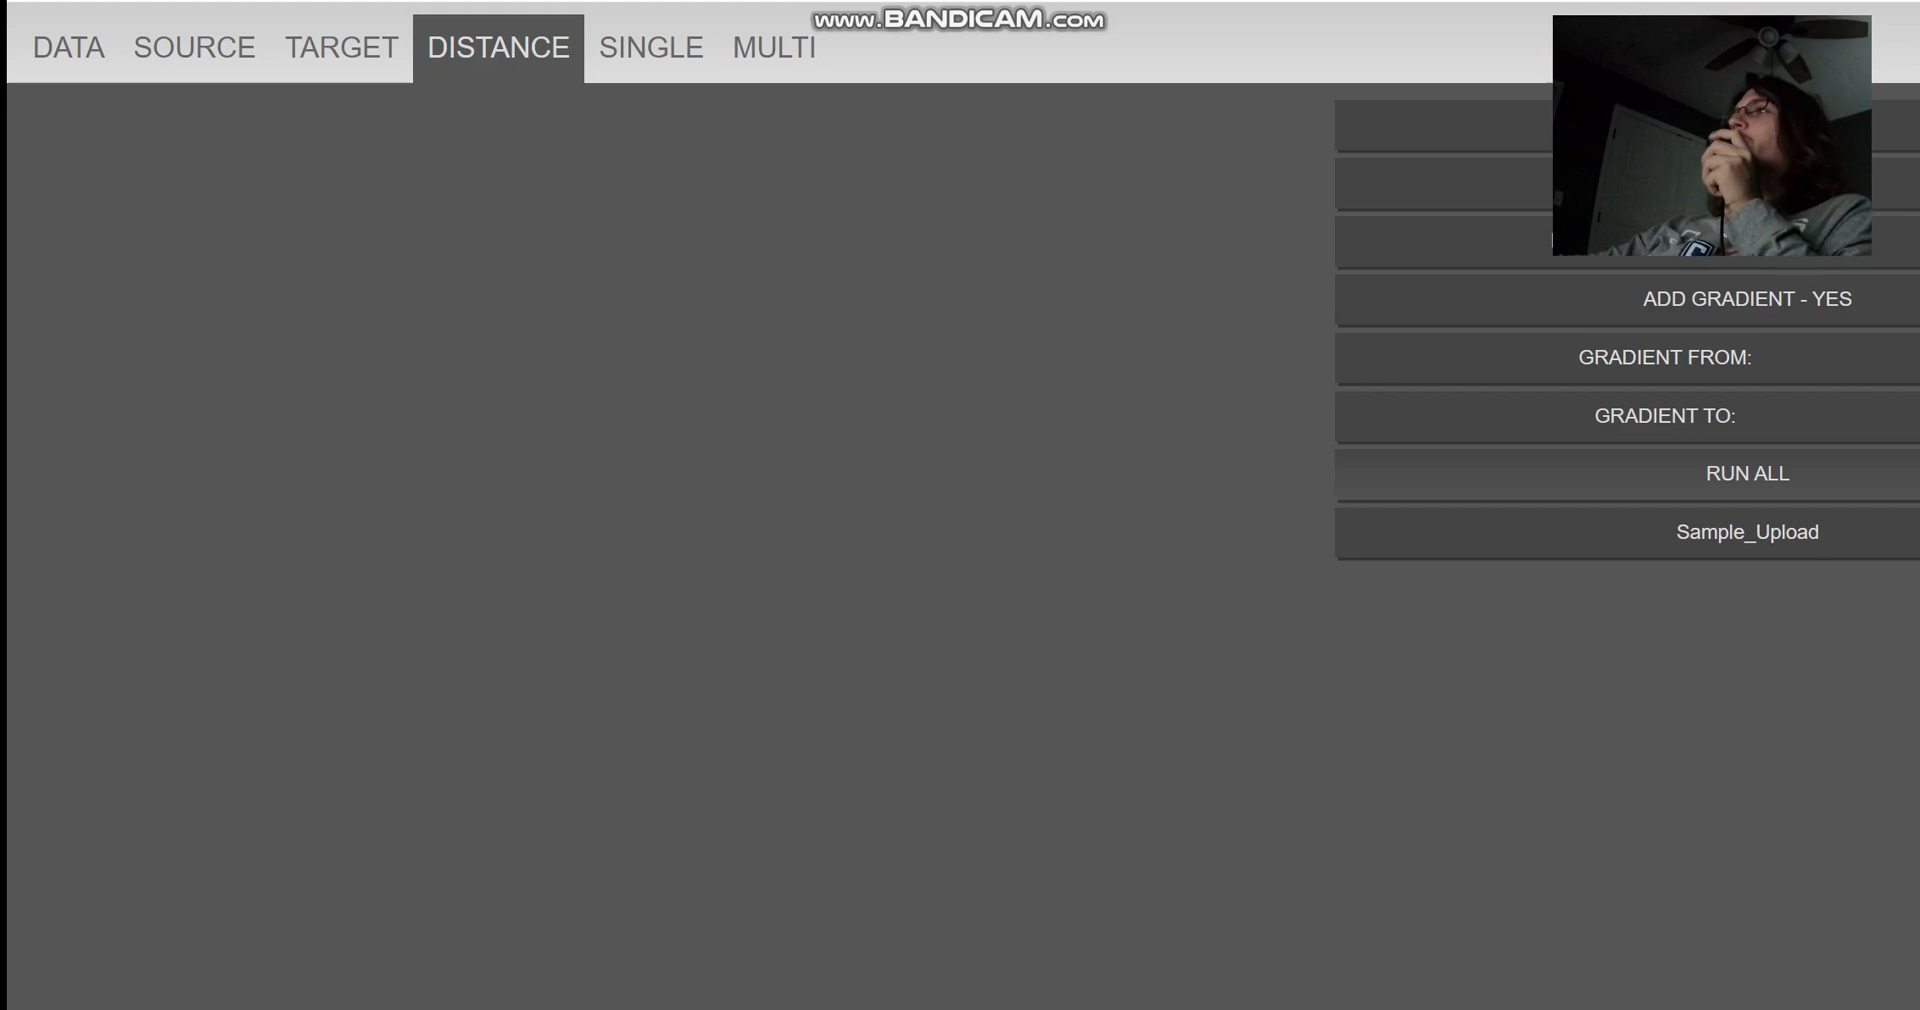 www.BANDICAM.com
DATA SOURCE TARGET DISTANCE SINGLE MULTI
ADD GRADIENT - YES
GRADIENT FROM:
GRADIENT TO:
RUN ALL
Sample_Upload